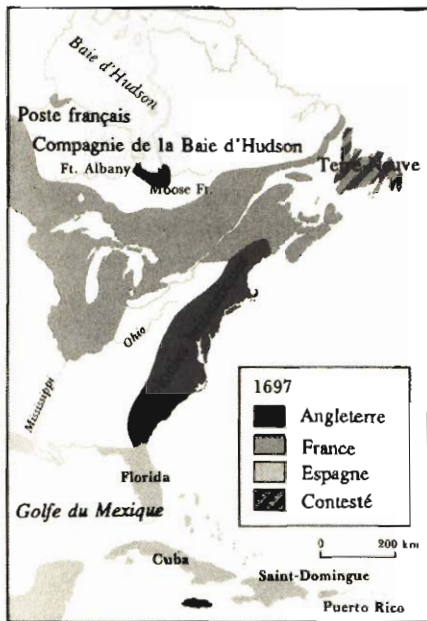 Baie d'Hudson
Poste français
Compagnie de la Baie d'Hudson
Ft. Albany
Moose Ft.
Terre Neuve
Ohio
Mississippi
1697
Angleterre
France
Espagne
Contesté
0 200 km
Florida
Golfe du Mexique
Cuba
Saint-Domingue
Puerto Rico